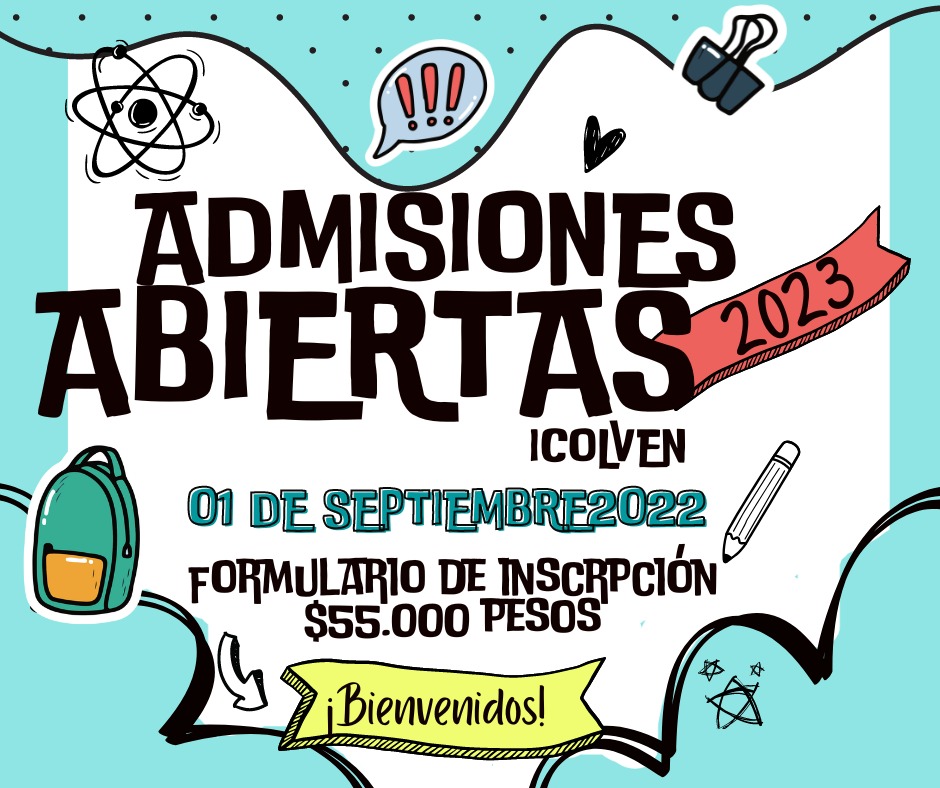 ADMISIONES
ABIERTAS
2023
ICOLVEN
01 DE SEPTIEMBRE2022
FORMULARIO DE INSCRPCIÓN
$55.000 PESOS
¡Bienvenidos!